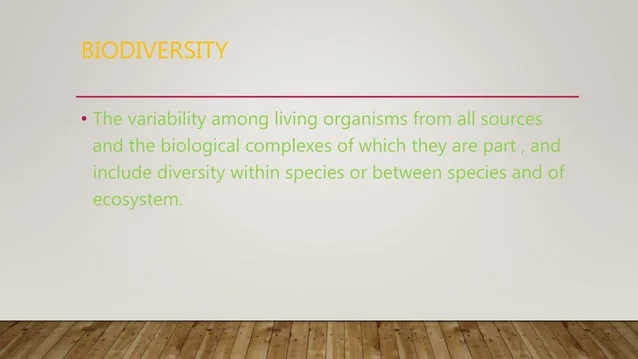 BIODIVERSITY
• The variability among living organisms from all sources
and the biological complexes of which they are part , and
include diversity within species or between species and of
ecosystem.